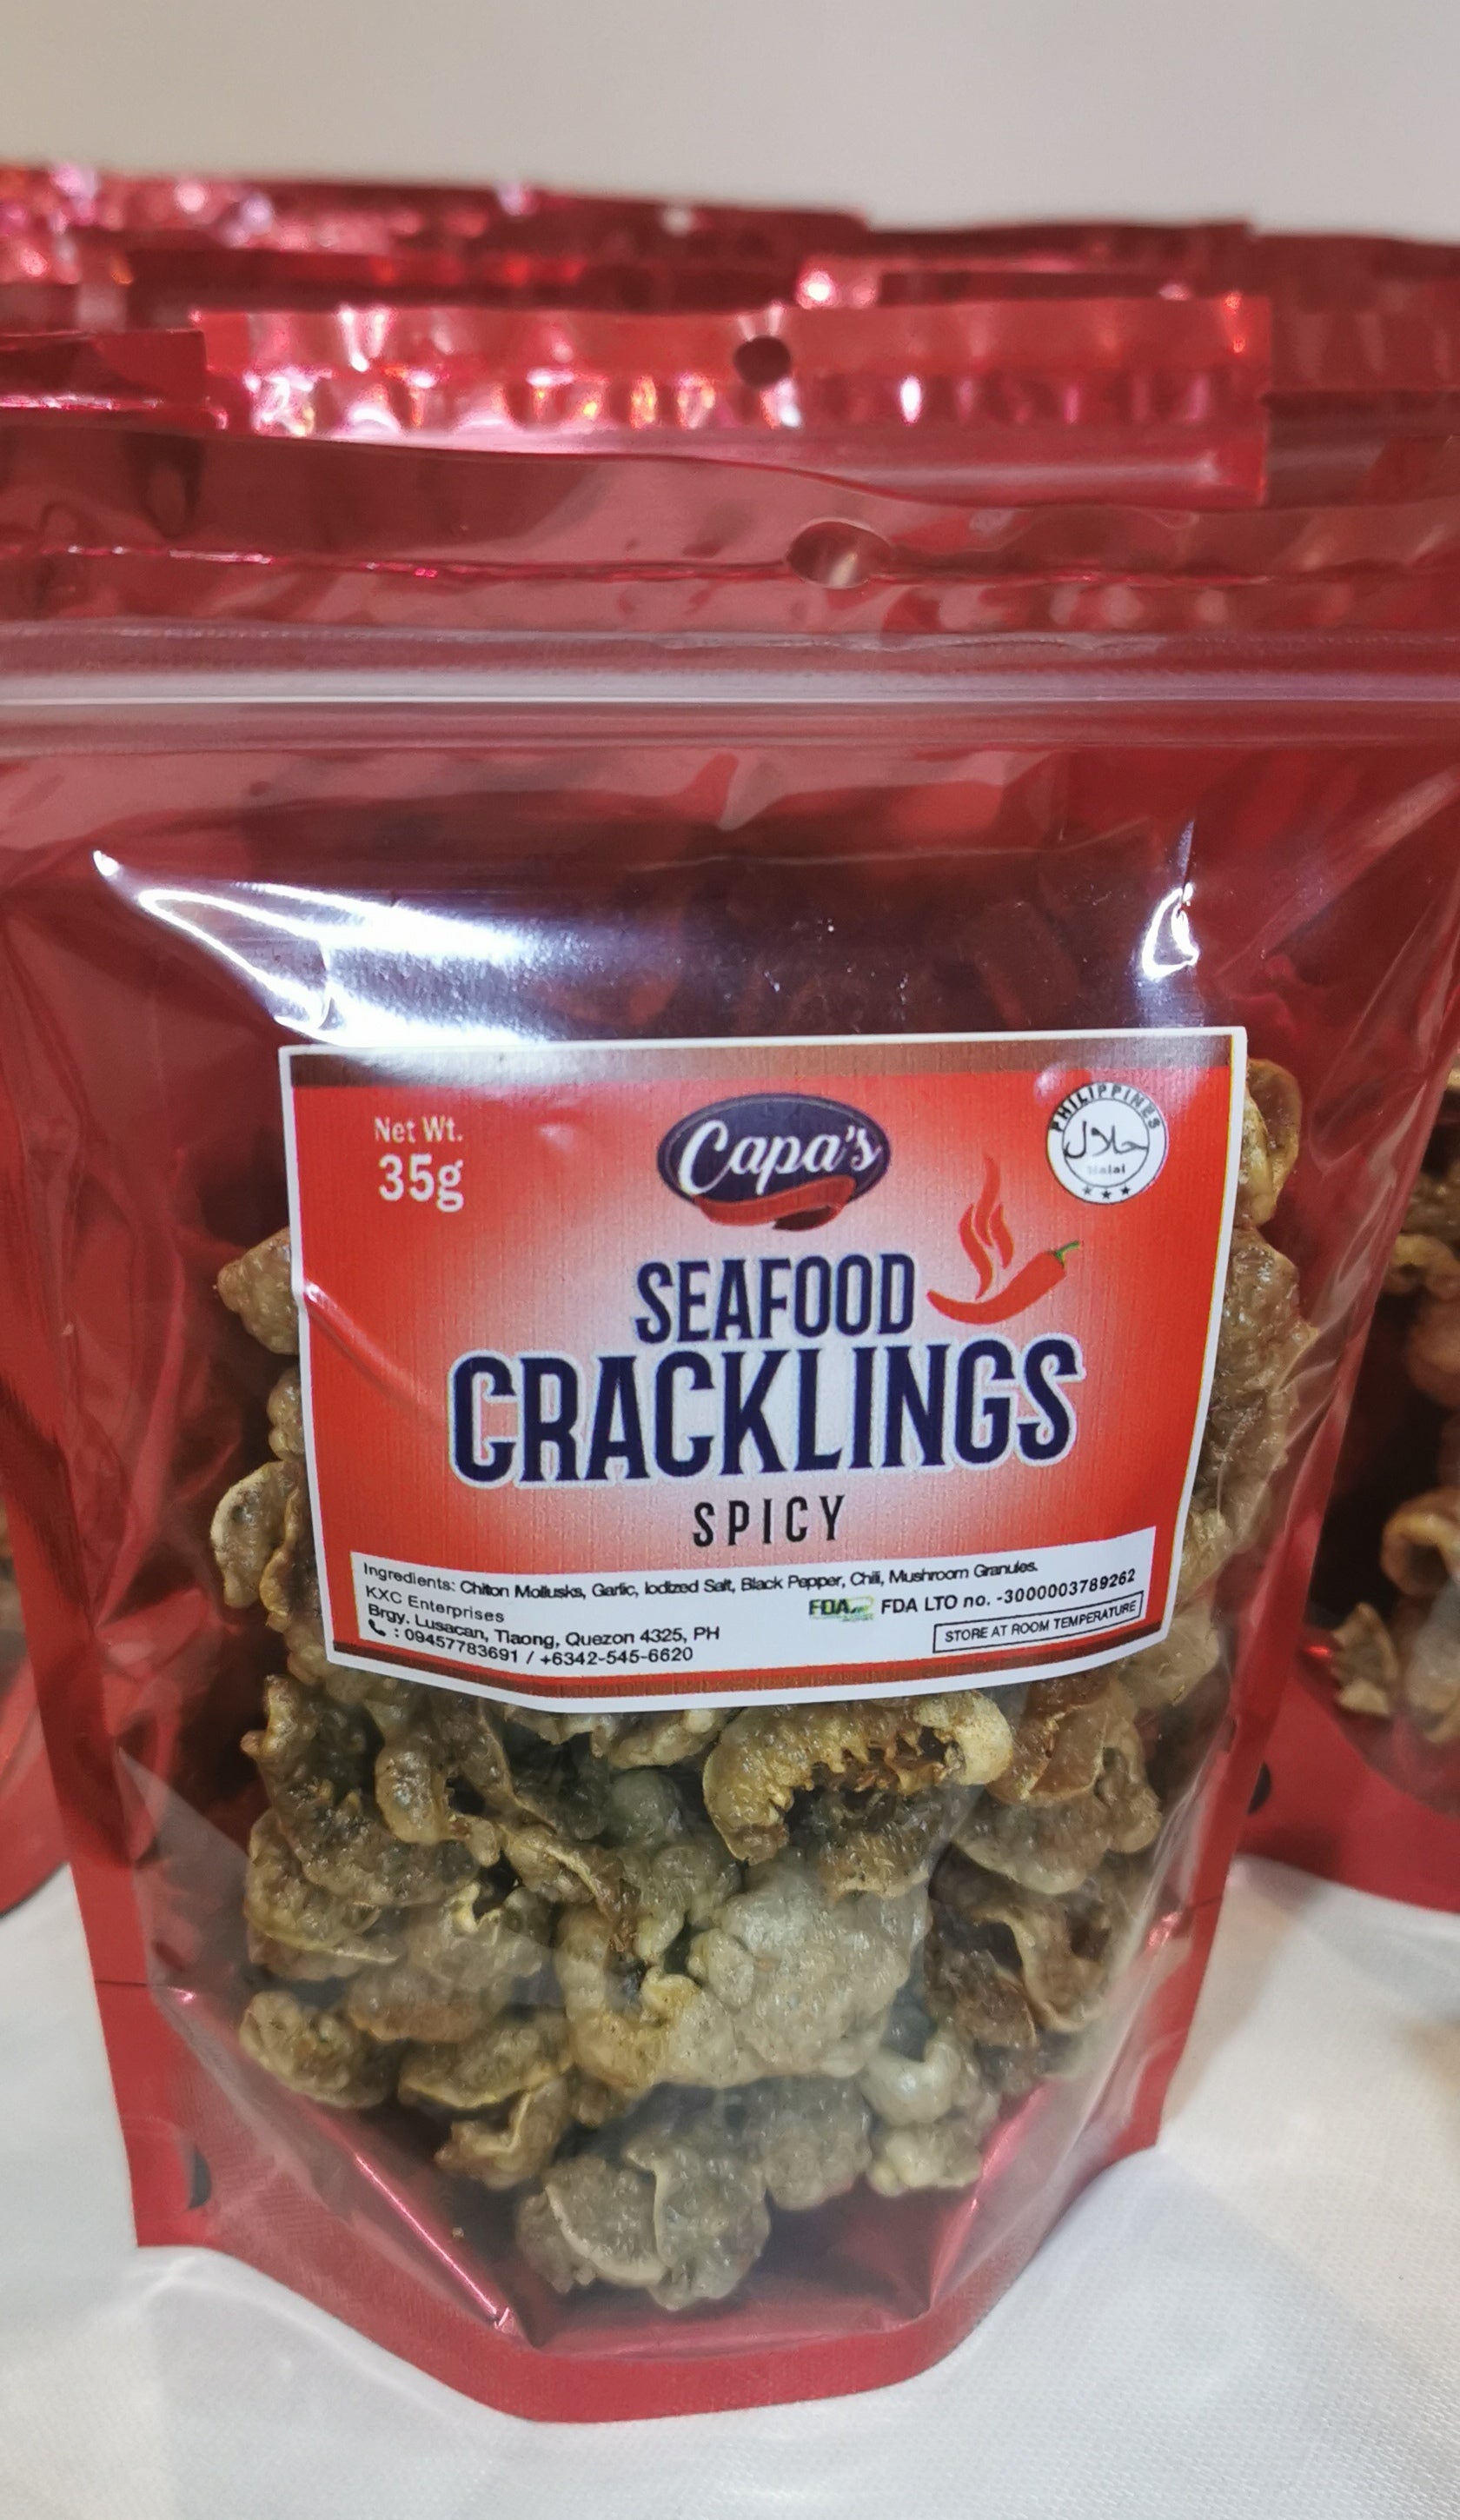 Net Wt.
35g
Capa's
PHILIPPINES
حلال
Halal
SEAFOOD
CRACKLINGS
SPICY
Ingredients: Chiton Mollusks, Garlic, Iodized Salt, Black Pepper, Chili, Mushroom Granules.
KXC Enterprises
Brgy. Lusacan, Tiaong, Quezon 4325, PH
: 09457783691 / +6342-545-6620
FDA
FDA LTO no. -3000003789262
STORE AT ROOM TEMPERATURE